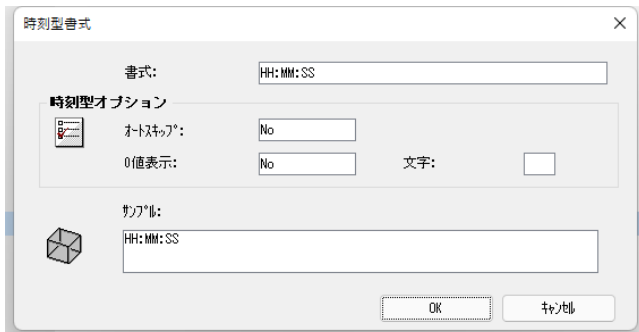 時刻型書式
書式: HH:MM:SS
時刻型オプション
ｵｰﾄｽｷｯﾌﾟ: No
0値表示: No 文字:
ｻﾝﾌﾟﾙ:
HH:MM:SS
OK ｷｬﾝｾﾙ